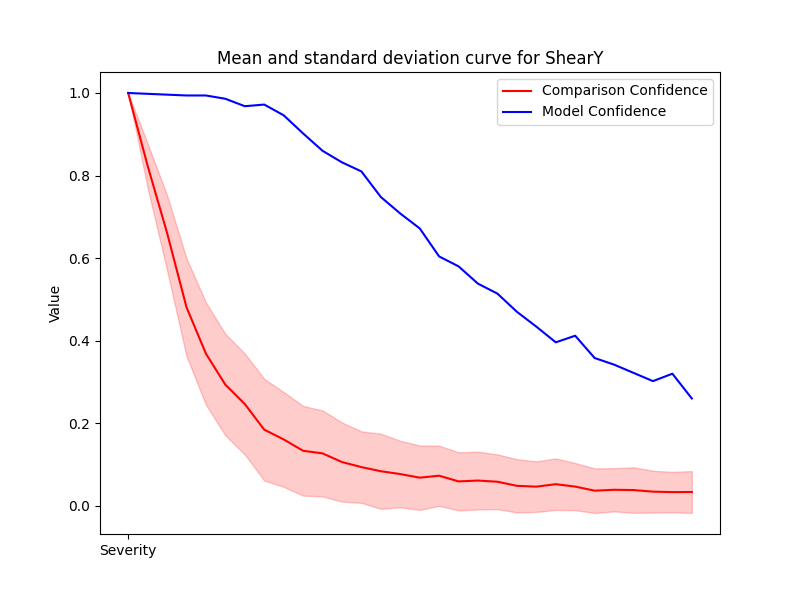 Mean and standard deviation curve for ShearY
Comparison Confidence
Model Confidence
1.0
0.8
0.6
0.4
0.2
0.0
Value
Severity